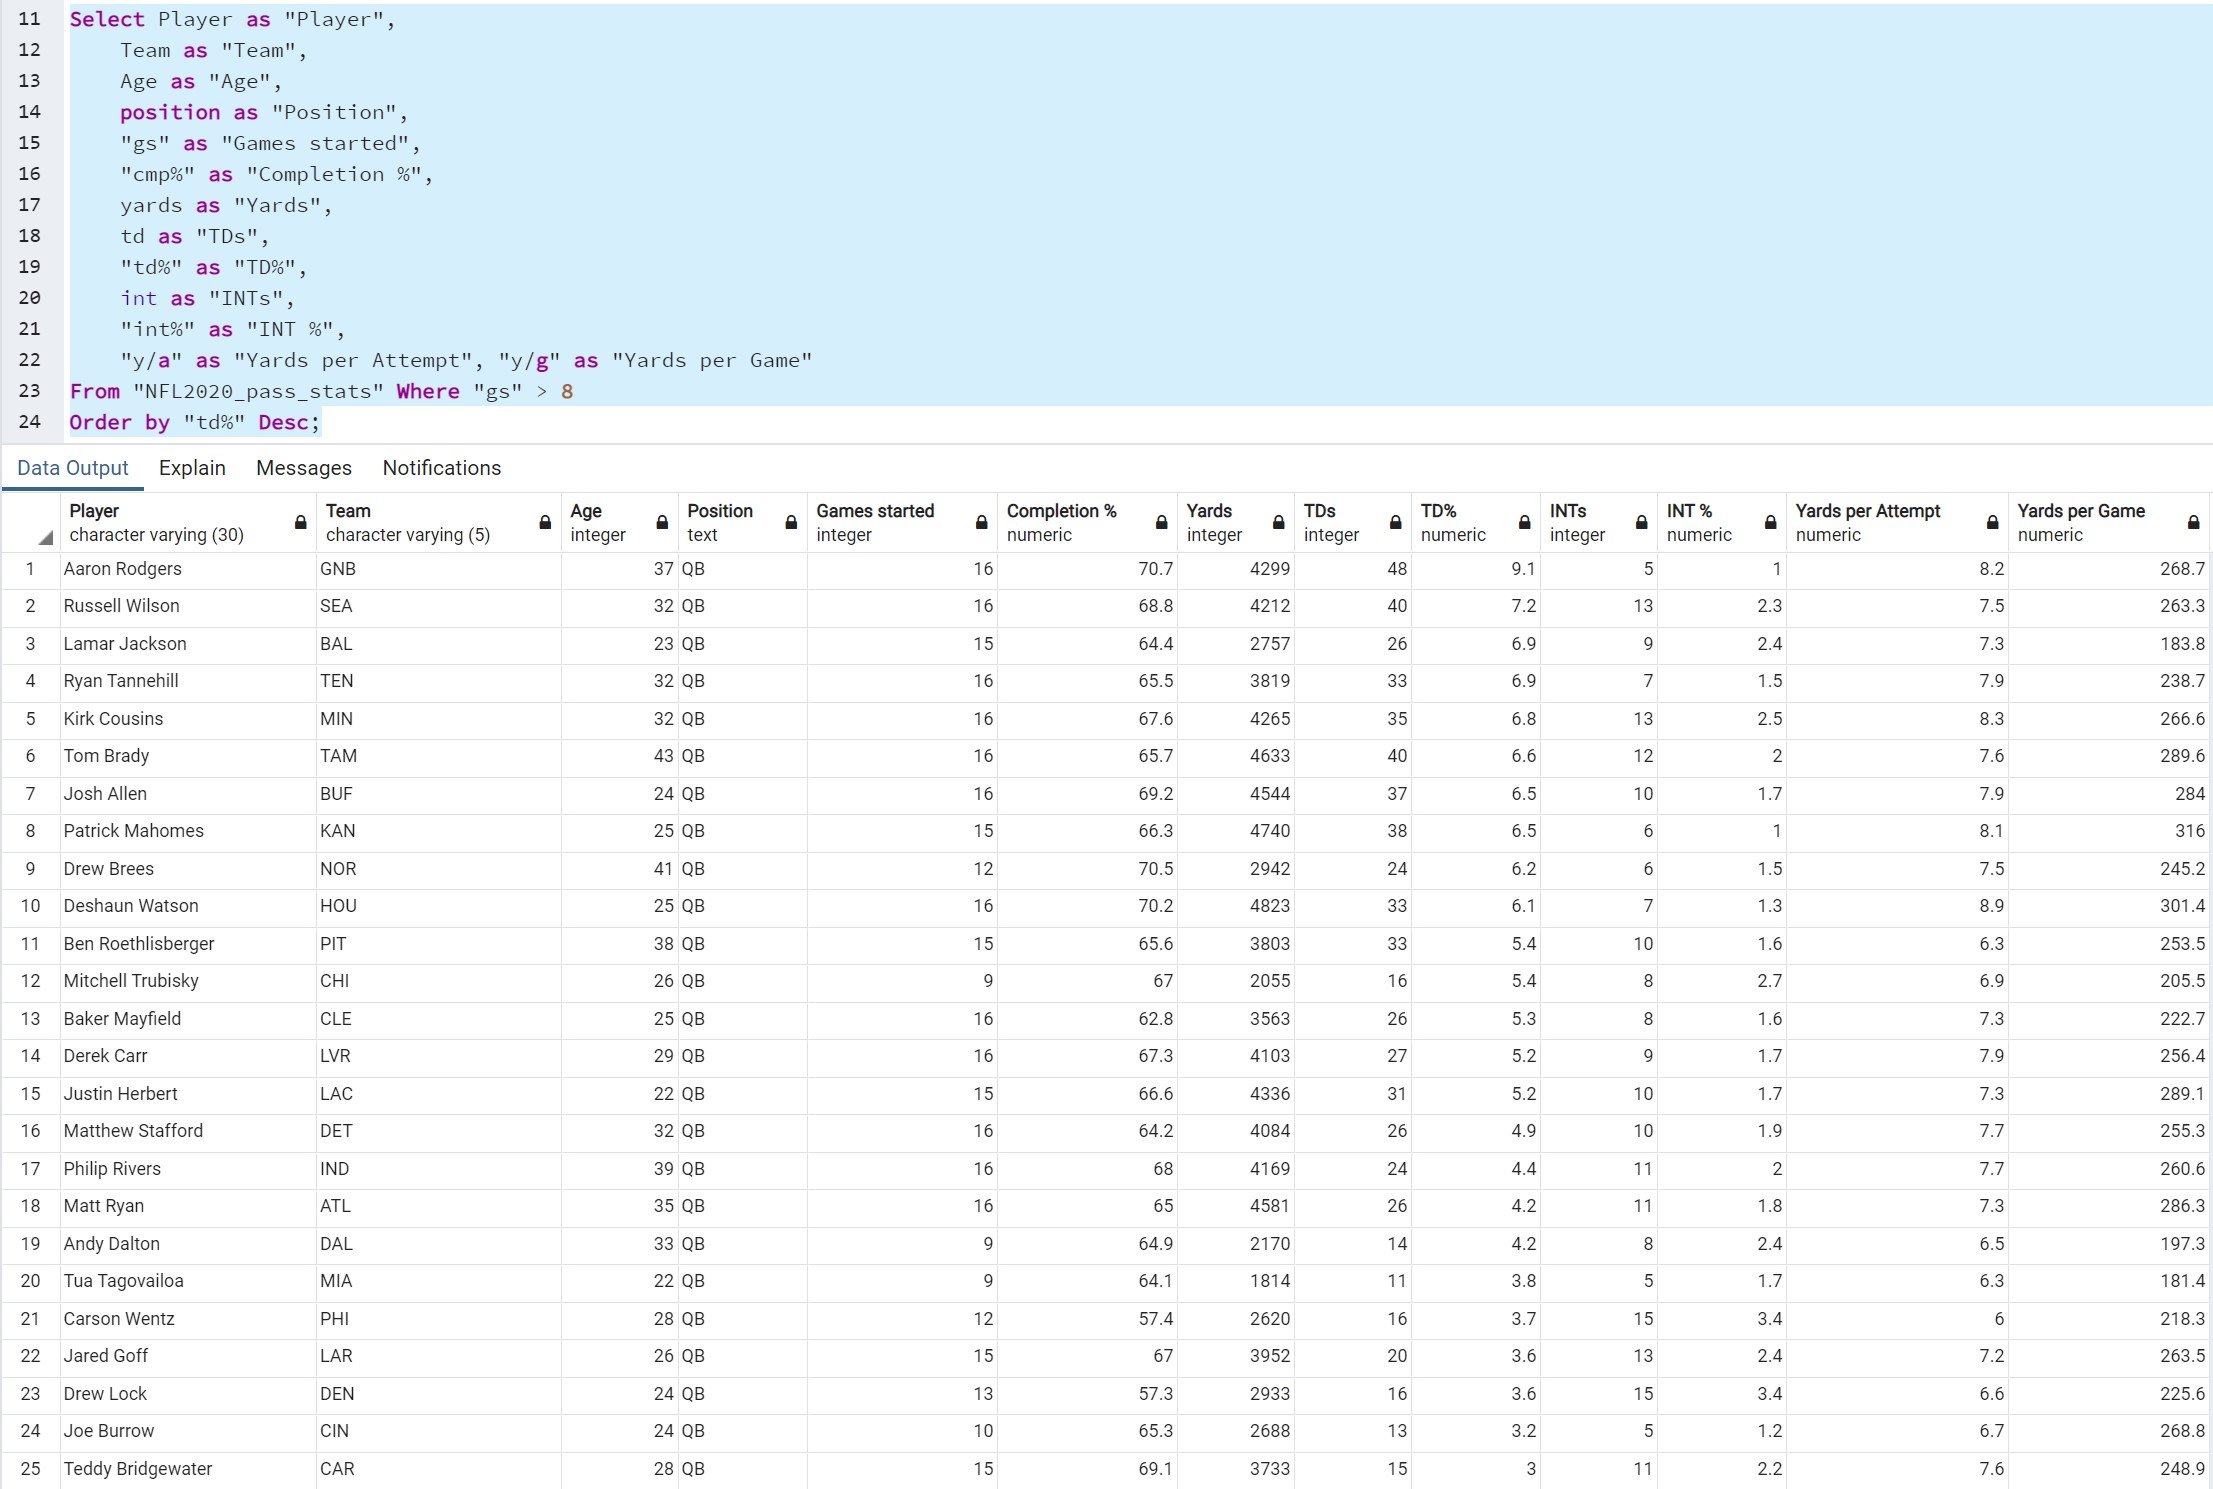 11 Select Player as "Player",
12 Team as "Team",
13 Age as "Age",
14 position as "Position",
15 "gs" as "Games started",
16 "cmp%" as "Completion %",
17 yards as "Yards",
18 td as "TDs",
19 "td%" as "TD%",
20 int as "INTs",
21 "int%" as "INT %",
22 "y/a" as "Yards per Attempt", "y/g" as "Yards per Game"
23 From "NFL2020_pass_stats" Where "gs" > 8
24 Order by "td%" Desc;
Data Output Explain Messages Notifications
Player Team Age Position Games started Completion % Yards TDs TD% INTs INT % Yards per Attempt Yards per Game
character varying (30) character varying (5) integer text integer numeric integer integer numeric integer numeric numeric numeric
1 Aaron Rodgers GNB 37 QB 16 70.7 4299 48 9.1 5 1 8.2 268.7
2 Russell Wilson SEA 32 QB 16 68.8 4212 40 7.2 13 2.3 7.5 263.3
3 Lamar Jackson BAL 23 QB 15 64.4 2757 26 6.9 9 2.4 7.3 183.8
4 Ryan Tannehill TEN 32 QB 16 65.5 3819 33 6.9 7 1.5 7.9 238.7
5 Kirk Cousins MIN 32 QB 16 67.6 4265 35 6.8 13 2.5 8.3 266.6
6 Tom Brady TAM 43 QB 16 65.7 4633 40 6.6 12 2 7.6 289.6
7 Josh Allen BUF 24 QB 16 69.2 4544 37 6.5 10 1.7 7.9 284
8 Patrick Mahomes KAN 25 QB 15 66.3 4740 38 6.5 6 1 8.1 316
9 Drew Brees NOR 41 QB 12 70.5 2942 24 6.2 6 1.5 7.5 245.2
10 Deshaun Watson HOU 25 QB 16 70.2 4823 33 6.1 7 1.3 8.9 301.4
11 Ben Roethlisberger PIT 38 QB 15 65.6 3803 33 5.4 10 1.6 6.3 253.5
12 Mitchell Trubisky CHI 26 QB 9 67 2055 16 5.4 8 2.7 6.9 205.5
13 Baker Mayfield CLE 25 QB 16 62.8 3563 26 5.3 8 1.6 7.3 222.7
14 Derek Carr LVR 29 QB 16 67.3 4103 27 5.2 9 1.7 7.9 256.4
15 Justin Herbert LAC 22 QB 15 66.6 4336 31 5.2 10 1.7 7.3 289.1
16 Matthew Stafford DET 32 QB 16 64.2 4084 26 4.9 10 1.9 7.7 255.3
17 Philip Rivers IND 39 QB 16 68 4169 24 4.4 11 2 7.7 260.6
18 Matt Ryan ATL 35 QB 16 65 4581 26 4.2 11 1.8 7.3 286.3
19 Andy Dalton DAL 33 QB 9 64.9 2170 14 4.2 8 2.4 6.5 197.3
20 Tua Tagovailoa MIA 22 QB 9 64.1 1814 11 3.8 5 1.7 6.3 181.4
21 Carson Wentz PHI 28 QB 12 57.4 2620 16 3.7 15 3.4 6 218.3
22 Jared Goff LAR 26 QB 15 67 3952 20 3.6 13 2.4 7.2 263.5
23 Drew Lock DEN 24 QB 13 57.3 2933 16 3.6 15 3.4 6.6 225.6
24 Joe Burrow CIN 24 QB 10 65.3 2688 13 3.2 5 1.2 6.7 268.8
25 Teddy Bridgewater CAR 28 QB 15 69.1 3733 15 3 11 2.2 7.6 248.9